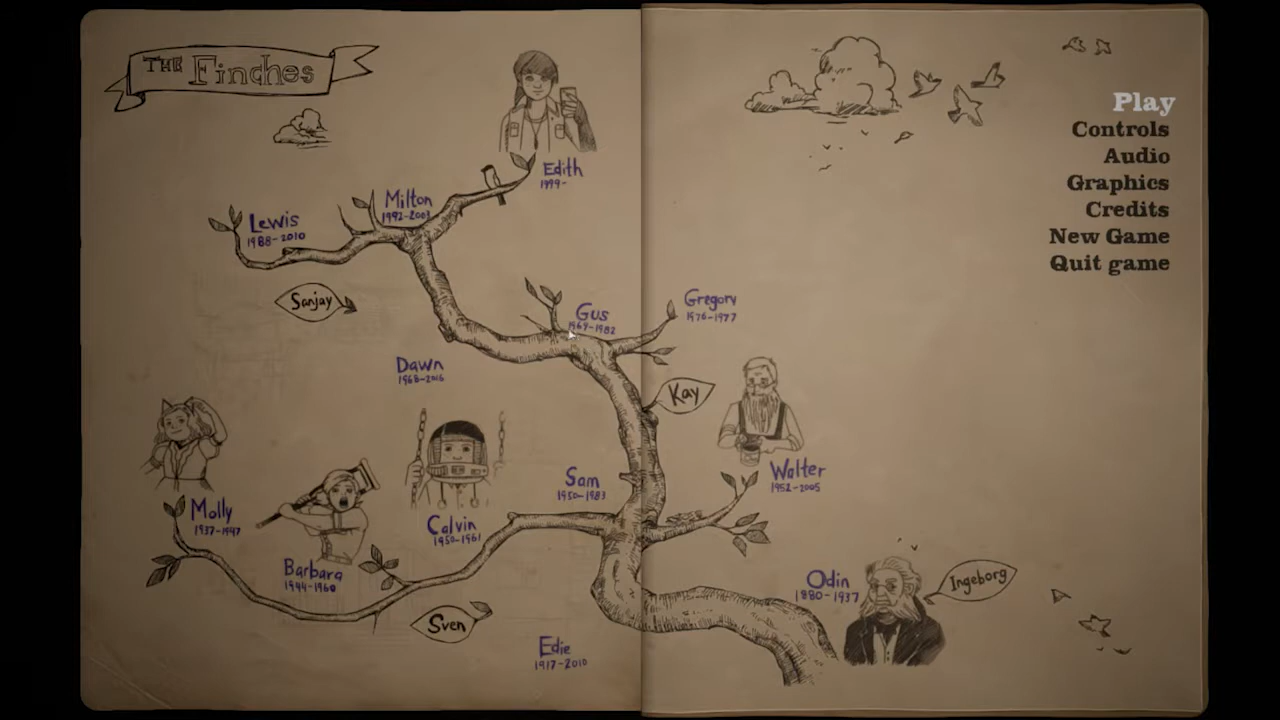 THE Finches
Edith
1999-
Milton
1992-2003
Lewis
1988-2010
Sanjay
Gus
1969-1982
Gregory
1976-1977
Dawn
1968-2016
Kay
Walter
1952-2005
Sam
1950-1983
Molly
1937-1947
Calvin
1950-1961
Barbara
1944-1960
Sven
Odin
1880-1937
Ingeborg
Edie
1917-2010
Play
Controls
Audio
Graphics
Credits
New Game
Quit game